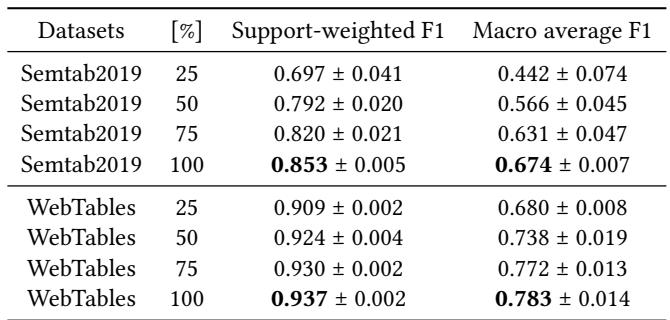 Datasets [%] Support-weighted F1 Macro average F1
Semtab2019 25 0.697 ± 0.041 0.442 ± 0.074
Semtab2019 50 0.792 ± 0.020 0.566 ± 0.045
Semtab2019 75 0.820 ± 0.021 0.631 ± 0.047
Semtab2019 100 0.853 ± 0.005 0.674 ± 0.007
WebTables 25 0.909 ± 0.002 0.680 ± 0.008
WebTables 50 0.924 ± 0.004 0.738 ± 0.019
WebTables 75 0.930 ± 0.002 0.772 ± 0.013
WebTables 100 0.937 ± 0.002 0.783 ± 0.014